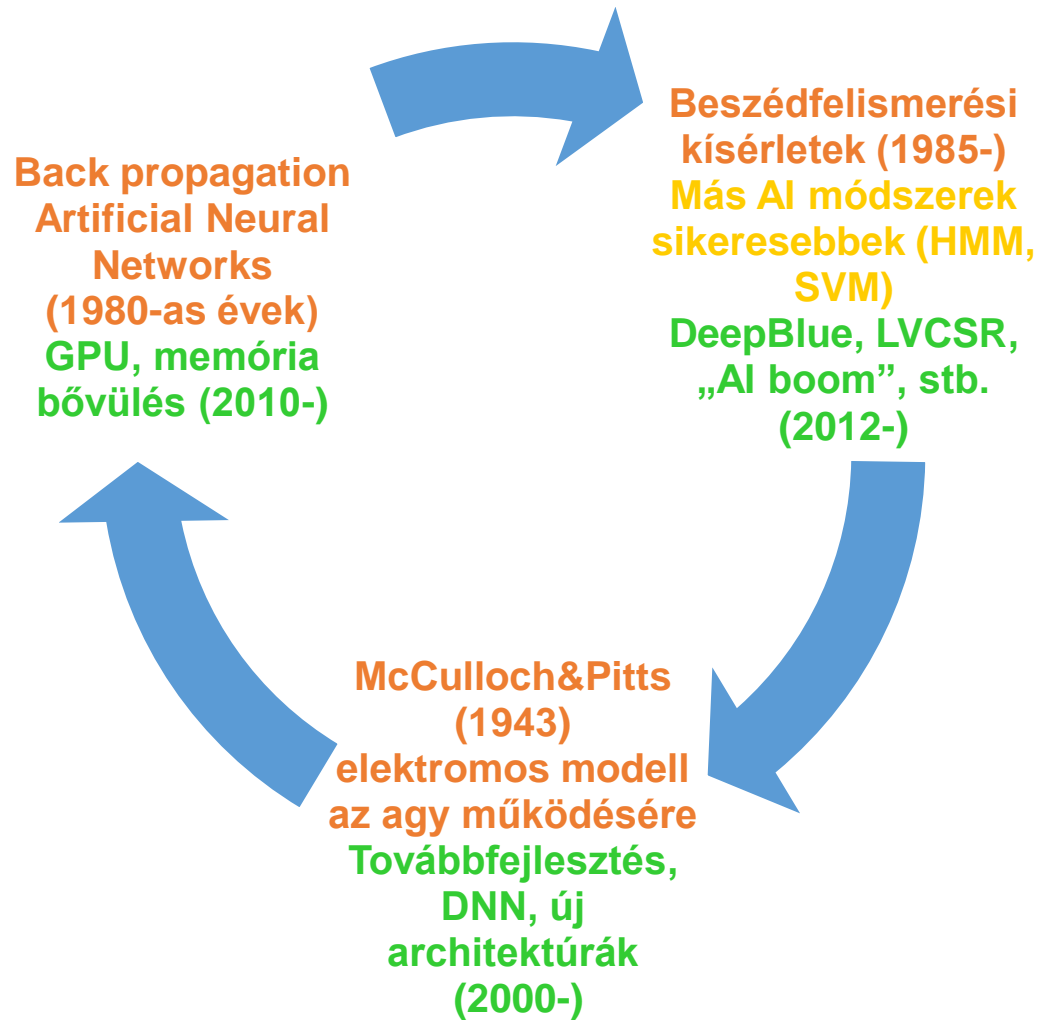 Back propagation
Artificial Neural
Networks
(1980-as évek)
GPU, memória
bővülés (2010-)
Beszédfelismerési
kísérletek (1985-)
Más AI módszerek
sikeresebbek (HMM,
SVM)
DeepBlue, LVCSR,
„AI boom”, stb.
(2012-)
McCulloch&Pitts
(1943)
elektromos modell
az agy működésére
Továbbfejlesztés,
DNN, új
architektúrák
(2000-)